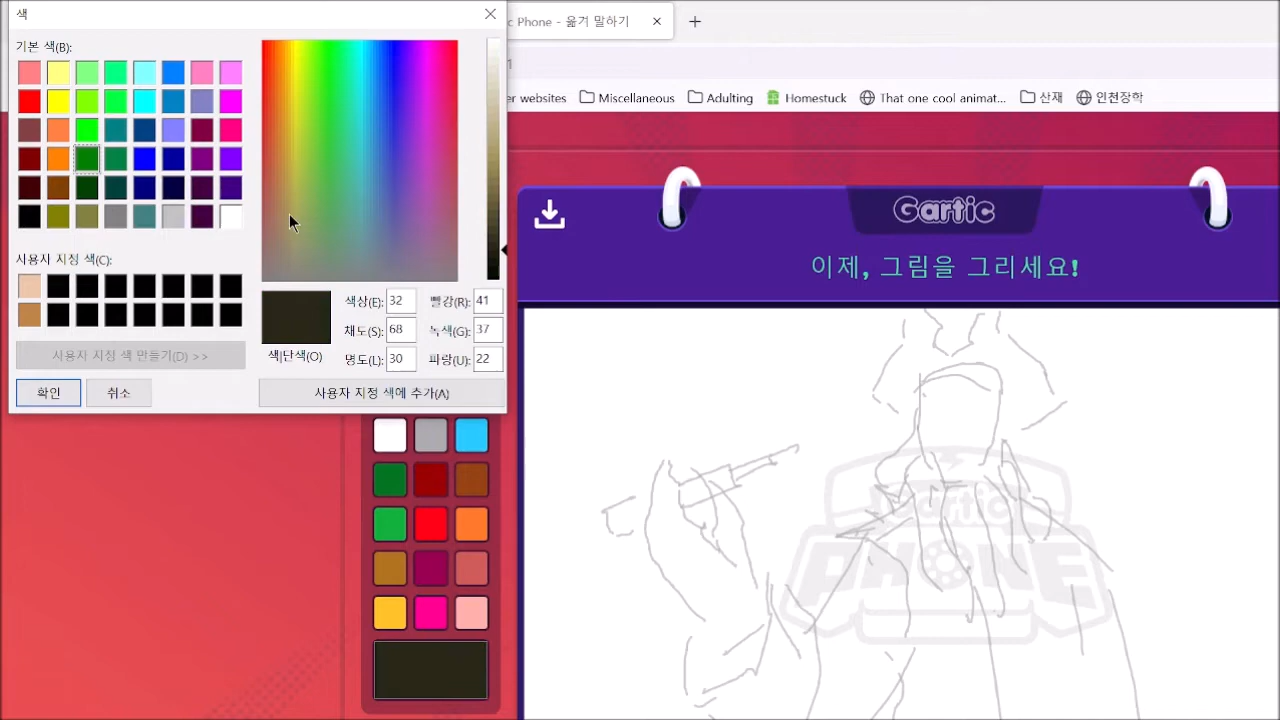 색
기본 색(B):
사용자 지정 색(C):
사용자 지정 색 만들기(D) >>
확인
취소
색상(E): 32
빨강(R): 41
채도(S): 68
녹색(G): 37
색|단색(O)
명도(L): 30
파랑(U): 22
사용자 지정 색에 추가(A)
ic Phone - 옮겨 말하기
er websites
Miscellaneous
Adulting
Homestuck
That one cool animat...
산재
인천장학
Gartic
이제, 그림을 그리세요!
Gartic
PHONE